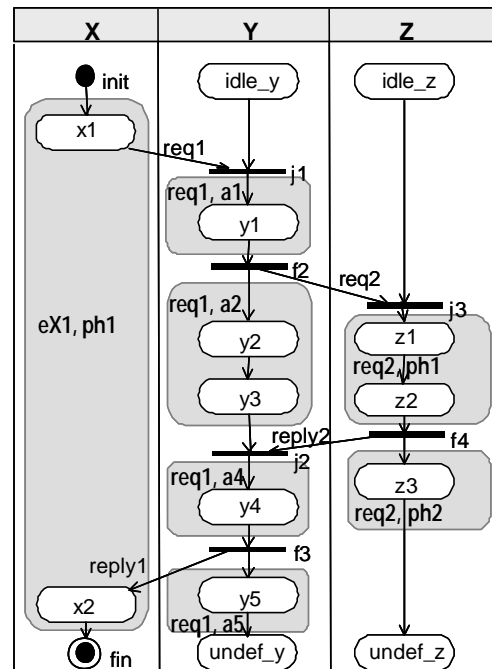 X Y Z
init idle_y idle_z
x1
req1
j1
req1, a1
y1
f2
req2
j3
eX1, ph1
req1, a2
z1
y2
req2, ph1
y3
z2
reply2
f4
j2
req1, a4
y4
z3
req2, ph2
f3
reply1
y5
x2
req1, a5
fin undef_y undef_z